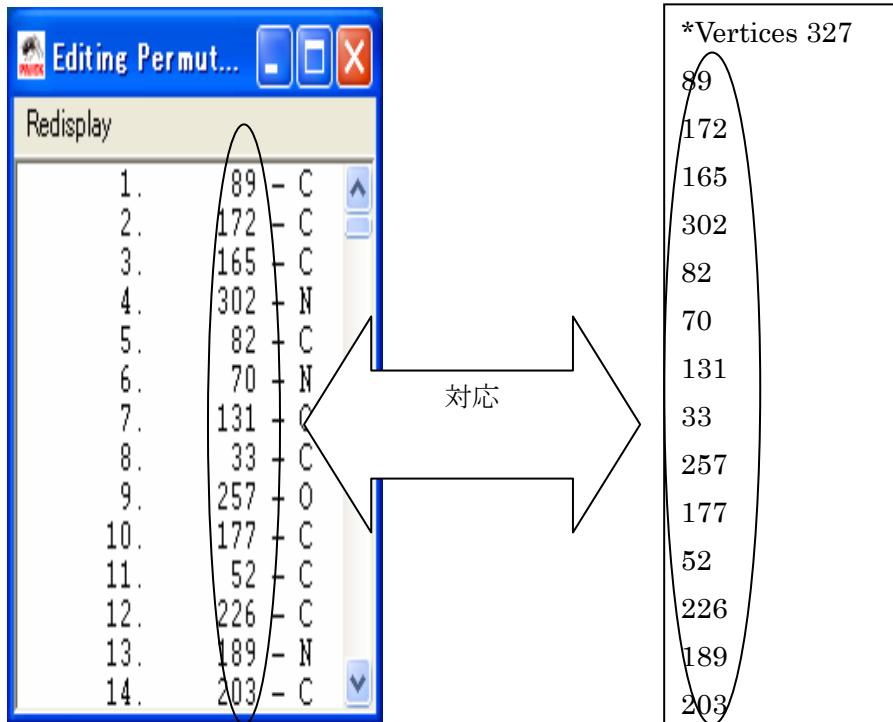 Editing Permut...
Redisplay
1. 89 - C
2. 172 - C
3. 165 - C
4. 302 - N
5. 82 - C
6. 70 - N
7. 131 -
8. 33 - C
9. 257 - O
10. 177 - C
11. 52 - C
12. 226 - C
13. 189 - N
14. 203 - C
対応
*Vertices 327
89
172
165
302
82
70
131
33
257
177
52
226
189
203